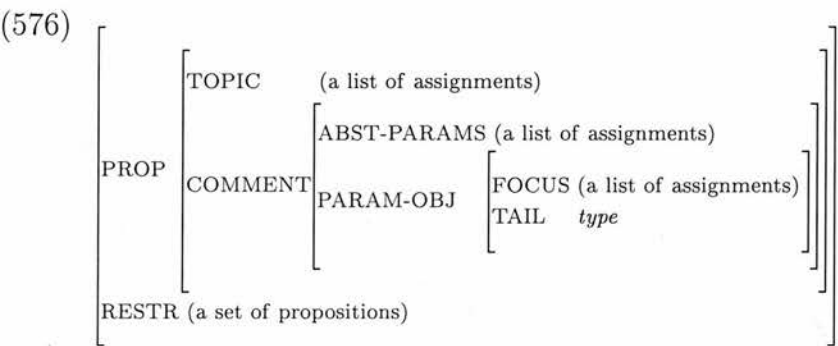 (576)
TOPIC (a list of assignments)
ABST-PARAMS (a list of assignments)
PROP COMMENT PARAM-OBJ FOCUS (a list of assignments)
TAIL type
RESTR (a set of propositions)